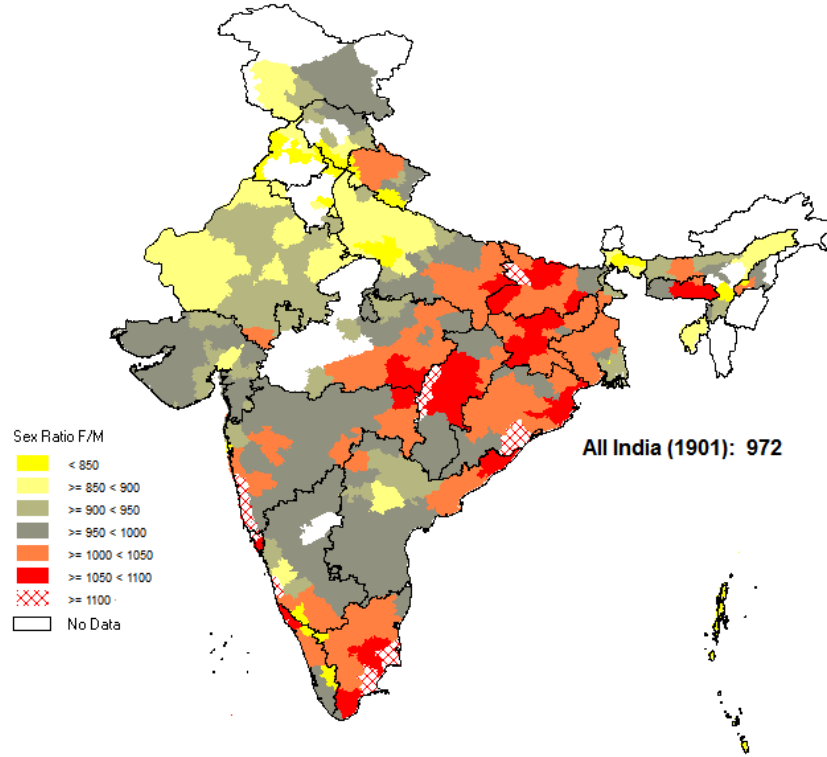 Sex Ratio F/M
< 850
>= 850 < 900
>= 900 < 950
>= 950 < 1000
>= 1000 < 1050
>= 1050 < 1100
>= 1100
No Data
All India (1901): 972